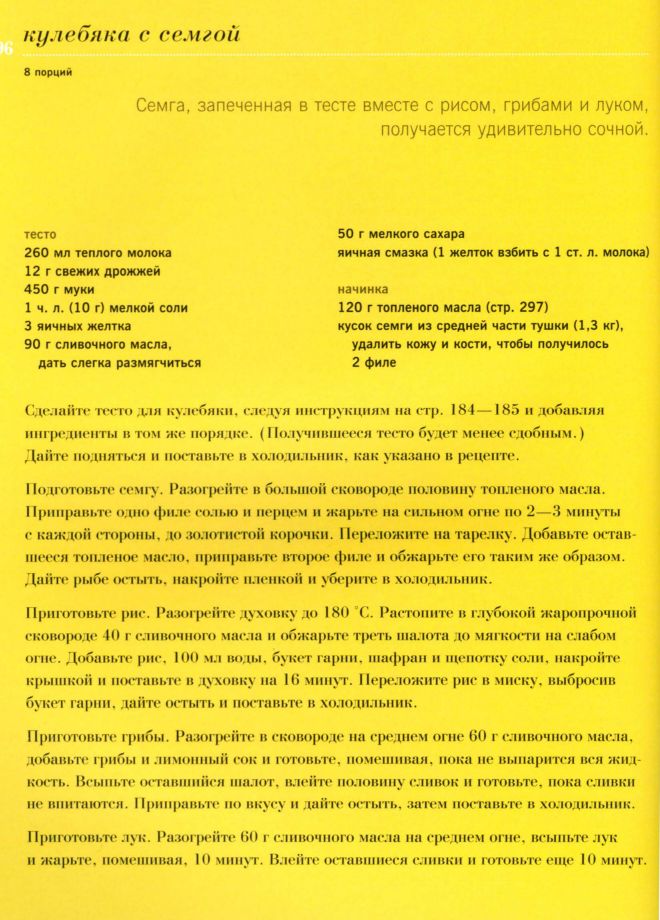 96
кулебяка с семгой
8 порций
Семга, запеченная в тесте вместе с рисом, грибами и луком,
получается удивительно сочной.
тесто
260 мл теплого молока
12 г свежих дрожжей
450 г муки
1 ч. л. (10 г) мелкой соли
3 яичных желтка
90 г сливочного масла,
дать слегка размягчиться
50 г мелкого сахара
яичная смазка (1 желток взбить с 1 ст. л. молока)
начинка
120 г топленого масла (стр. 297)
кусок семги из средней части тушки (1,3 кг),
удалить кожу и кости, чтобы получилось
2 филе
Сделайте тесто для кулебяки, следуя инструкциям на стр. 184—185 и добавляя
ингредиенты в том же порядке. (Получившееся тесто будет менее сдобным.)
Дайте подняться и поставьте в холодильник, как указано в рецепте.
Подготовьте семгу. Разогрейте в большой сковороде половину топленого масла.
Приправьте одно филе солью и перцем и жарьте на сильном огне по 2—3 минуты
с каждой стороны, до золотистой корочки. Переложите на тарелку. Добавьте остав-
шееся топленое масло, приправьте второе филе и обжарьте его таким же образом.
Дайте рыбе остыть, накройте пленкой и уберите в холодильник.
Приготовьте рис. Разогрейте духовку до 180 °С. Растопите в глубокой жаропрочной
сковороде 40 г сливочного масла и обжарьте треть шалота до мягкости на слабом
огне. Добавьте рис, 100 мл воды, букет гарни, шафран и щепотку соли, накройте
крышкой и поставьте в духовку на 16 минут. Переложите рис в миску, выбросив
букет гарни, дайте остыть и поставьте в холодильник.
Приготовьте грибы. Разогрейте в сковороде на среднем огне 60 г сливочного масла,
добавьте грибы и лимонный сок и готовьте, помешивая, пока не выпарится вся жид-
кость. Всыпьте оставшийся шалот, влейте половину сливок и готовьте, пока сливки
не впитаются. Приправьте по вкусу и дайте остыть, затем поставьте в холодильник.
Приготовьте лук. Разогрейте 60 г сливочного масла на среднем огне, всыпьте лук
и жарьте, помешивая, 10 минут. Влейте оставшиеся сливки и готовьте еще 10 минут.